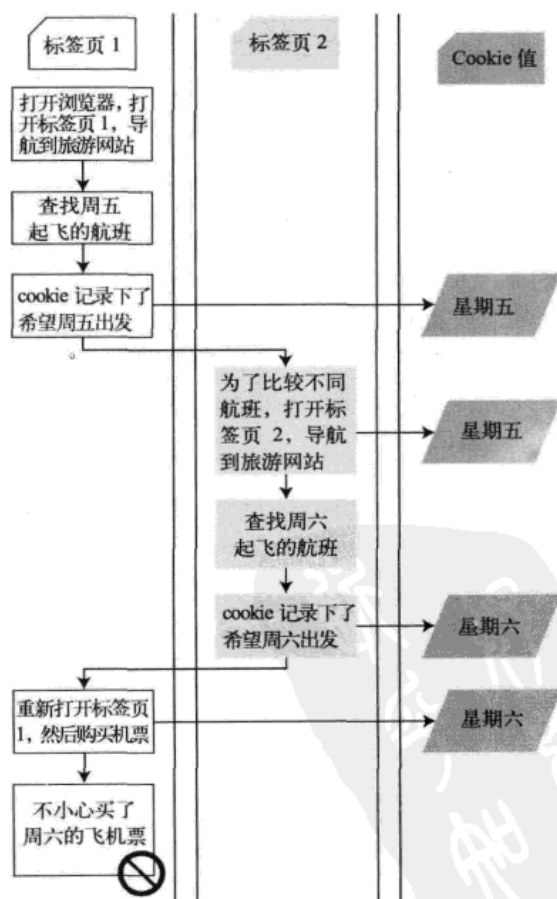 标签页 1
标签页 2
Cookie 值
打开浏览器，打
开标签页 1，导
航到旅游网站
查找周五
起飞的航班
cookie 记录下了
希望周五出发
星期五
为了比较不同
航班，打开标
签页 2，导航
到旅游网站
星期五
查找周六
起飞的航班
cookie 记录下了
希望周六出发
星期六
重新打开标签页
1，然后购买机票
星期六
不小心买了
周六的飞机票